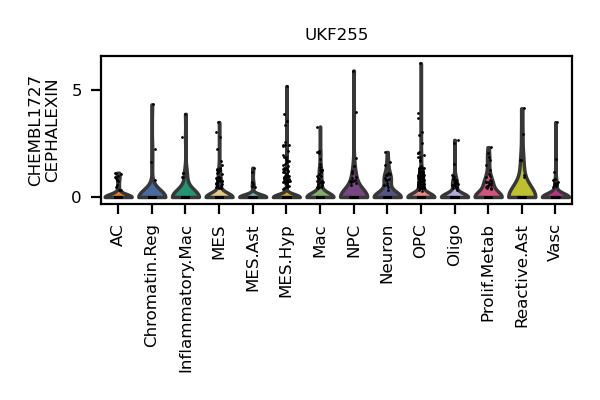 UKF255
CHEMBL1727
CEPHALEXIN
5
0
AC
Chromatin.Reg
Inflammatory.Mac
MES
MES.Ast
MES.Hyp
Mac
NPC
Neuron
OPC
Oligo
Prolif.Metab
Reactive.Ast
Vasc